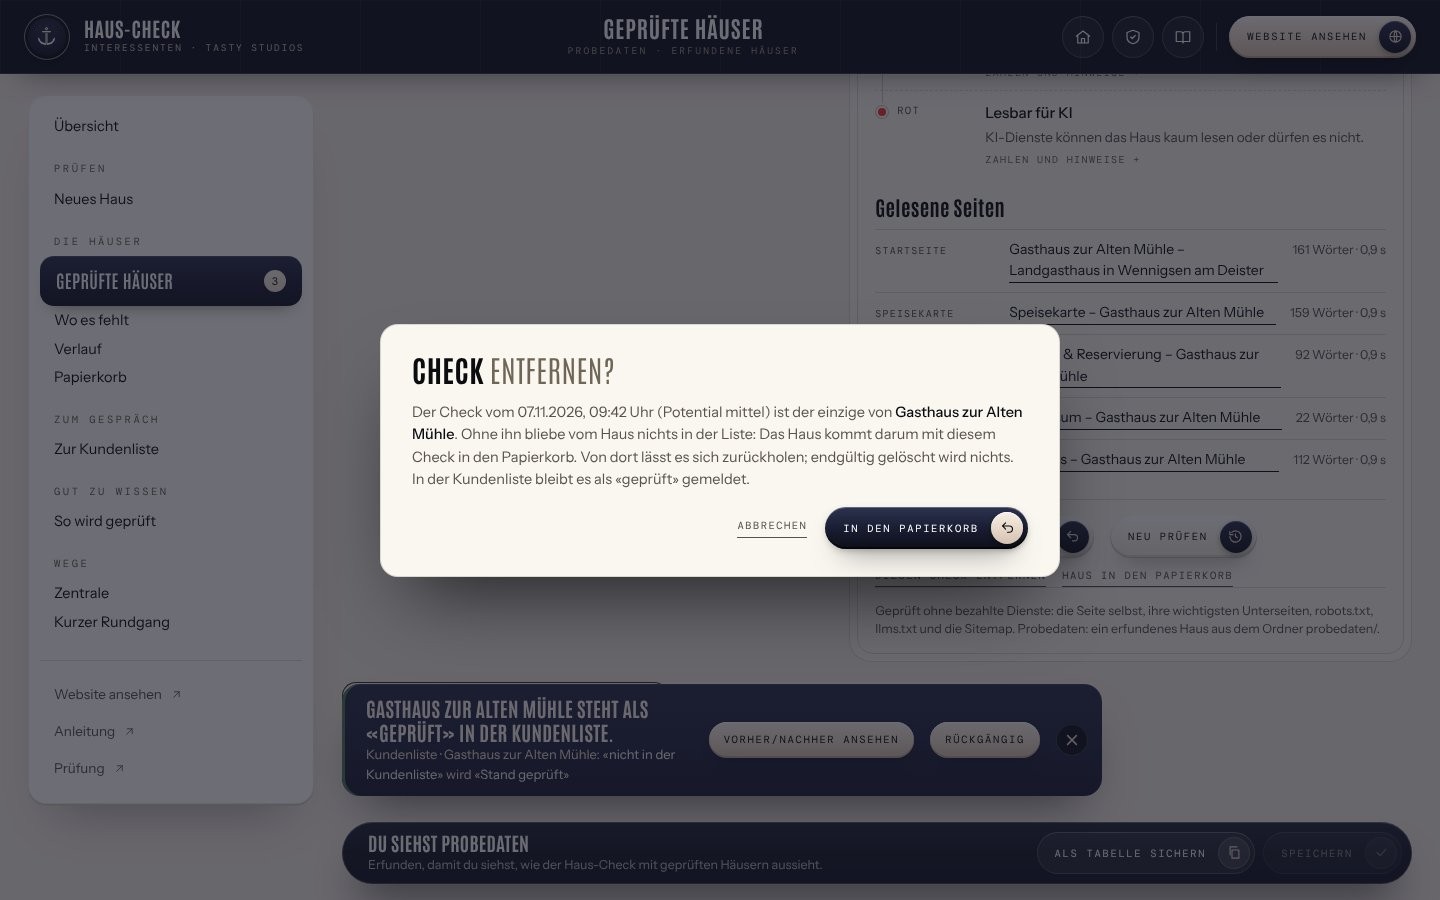 HAUS-CHECK
INTERESSENTEN · TASTY STUDIOS
GEPRÜFTE HÄUSER
PROBEDATEN · ERFUNDENE HÄUSER
WEBSITE ANSEHEN
Übersicht
PRÜFEN
Neues Haus
DIE HÄUSER
GEPRÜFTE HÄUSER 3
Wo es fehlt
Verlauf
Papierkorb
ZUM GESPRÄCH
Zur Kundenliste
GUT ZU WISSEN
So wird geprüft
WEGE
Zentrale
Kurzer Rundgang
Website ansehen ↗
Anleitung ↗
Prüfung ↗
ROT
Lesbar für KI
KI-Dienste können das Haus kaum lesen oder dürfen es nicht.
ZAHLEN UND HINWEISE +
Gelesene Seiten
STARTSEITE
Gasthaus zur Alten Mühle –
Landgasthaus in Wennigsen am Deister
161 Wörter · 0,9 s
SPEISEKARTE
Speisekarte – Gasthaus zur Alten Mühle
159 Wörter · 0,9 s
& Reservierung – Gasthaus zur
92 Wörter · 0,9 s
– Gasthaus zur Alten Mühle
22 Wörter · 0,9 s
– Gasthaus zur Alten Mühle
112 Wörter · 0,9 s
CHECK ENTFERNEN?
Der Check vom 07.11.2026, 09:42 Uhr (Potential mittel) ist der einzige von Gasthaus zur Alten
Mühle. Ohne ihn bliebe vom Haus nichts in der Liste: Das Haus kommt darum mit diesem
Check in den Papierkorb. Von dort lässt es sich zurückholen; endgültig gelöscht wird nichts.
In der Kundenliste bleibt es als «geprüft» gemeldet.
ABBRECHEN
IN DEN PAPIERKORB
NEU PRÜFEN
HAUS IN DEN PAPIERKORB
Geprüft ohne bezahlte Dienste: die Seite selbst, ihre wichtigsten Unterseiten, robots.txt,
llms.txt und die Sitemap. Probedaten: ein erfundenes Haus aus dem Ordner probedaten/.
GASTHAUS ZUR ALTEN MÜHLE STEHT ALS
«GEPRÜFT» IN DER KUNDENLISTE.
Kundenliste · Gasthaus zur Alten Mühle: «nicht in der
Kundenliste» wird «Stand geprüft»
VORHER/NACHHER ANSEHEN
RÜCKGÄNGIG
DU SIEHST PROBEDATEN
Erfunden, damit du siehst, wie der Haus-Check mit geprüften Häusern aussieht.
ALS TABELLE SICHERN
SPEICHERN